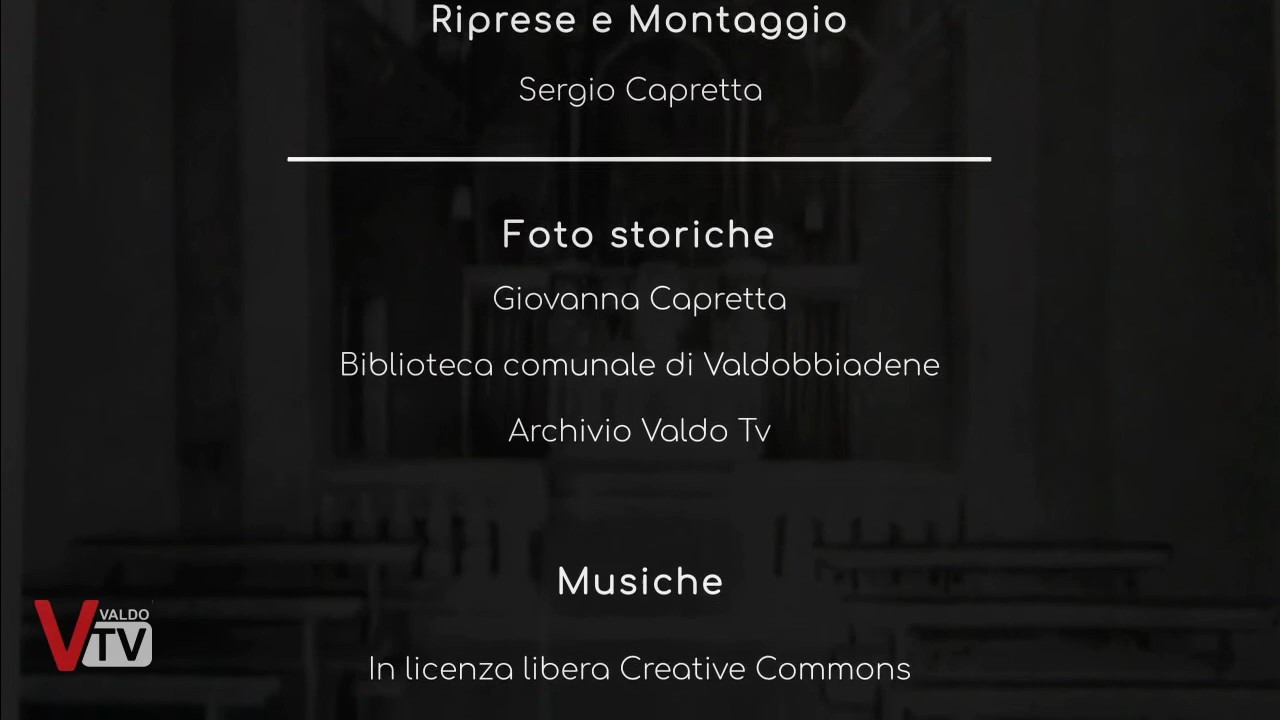 Riprese e Montaggio
Sergio Capretta
Foto storiche
Giovanna Capretta
Biblioteca comunale di Valdobbiadene
Archivio Valdo Tv
Musiche
In licenza libera Creative Commons
VALDO
VTV